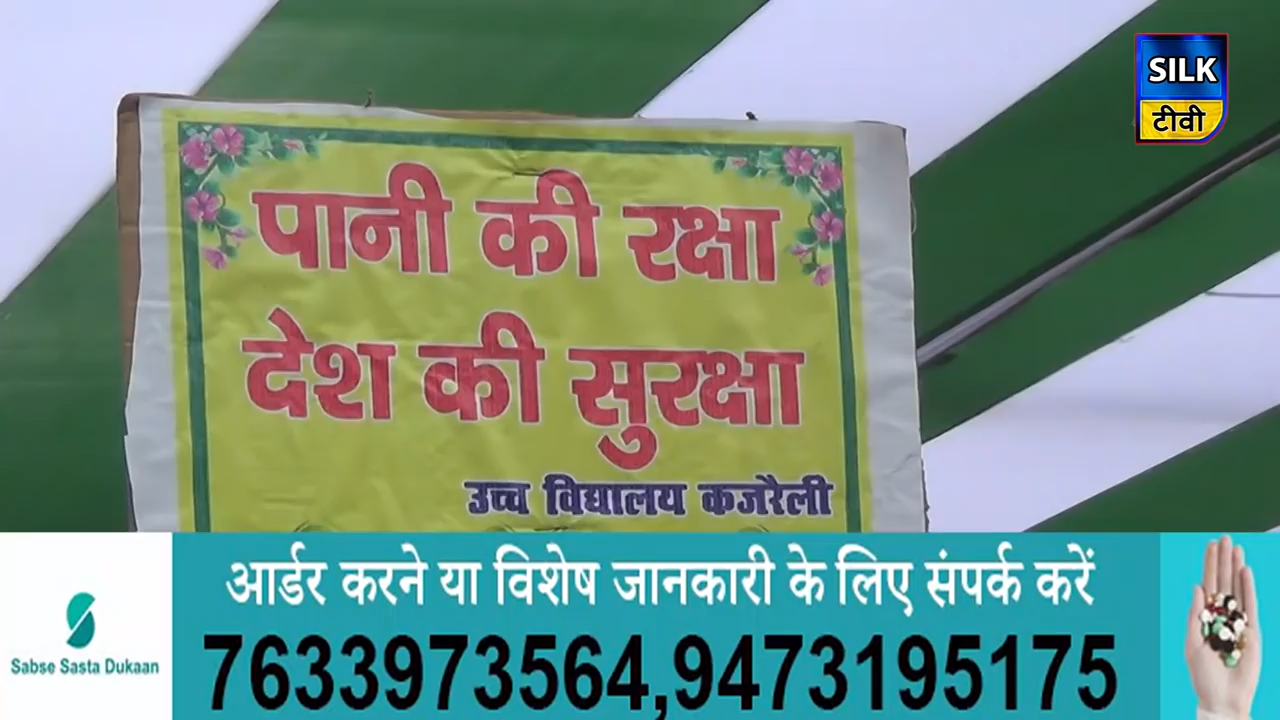 SILK
टीवी
पानी की रक्षा
देश की सुरक्षा
उच्च विद्यालय कजरैली
आर्डर करने या विशेष जानकारी के लिए संपर्क करें
Sabse Sasta Dukaan
7633973564,9473195175